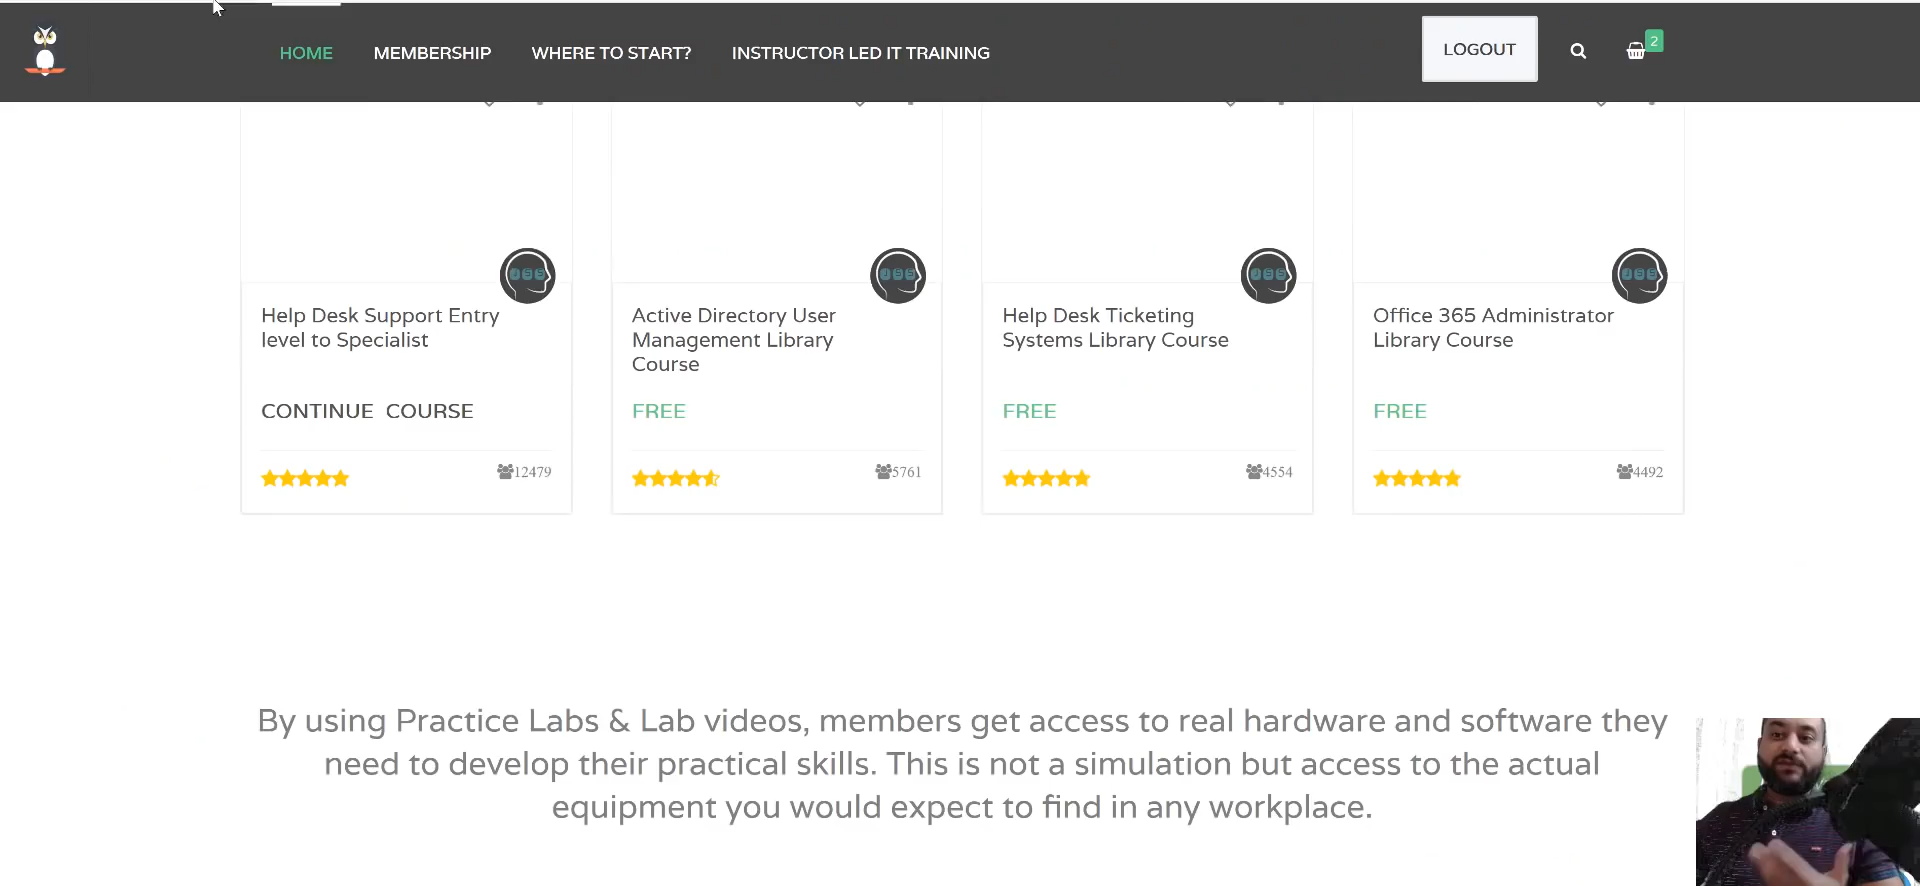 HOME MEMBERSHIP WHERE TO START? INSTRUCTOR LED IT TRAINING LOGOUT 2
JSS JSS JSS JSS
Help Desk Support Entry
level to Specialist
CONTINUE COURSE
12479
Active Directory User
Management Library
Course
FREE
5761
Help Desk Ticketing
Systems Library Course
FREE
4554
Office 365 Administrator
Library Course
FREE
4492
By using Practice Labs & Lab videos, members get access to real hardware and software they
need to develop their practical skills. This is not a simulation but access to the actual
equipment you would expect to find in any workplace.